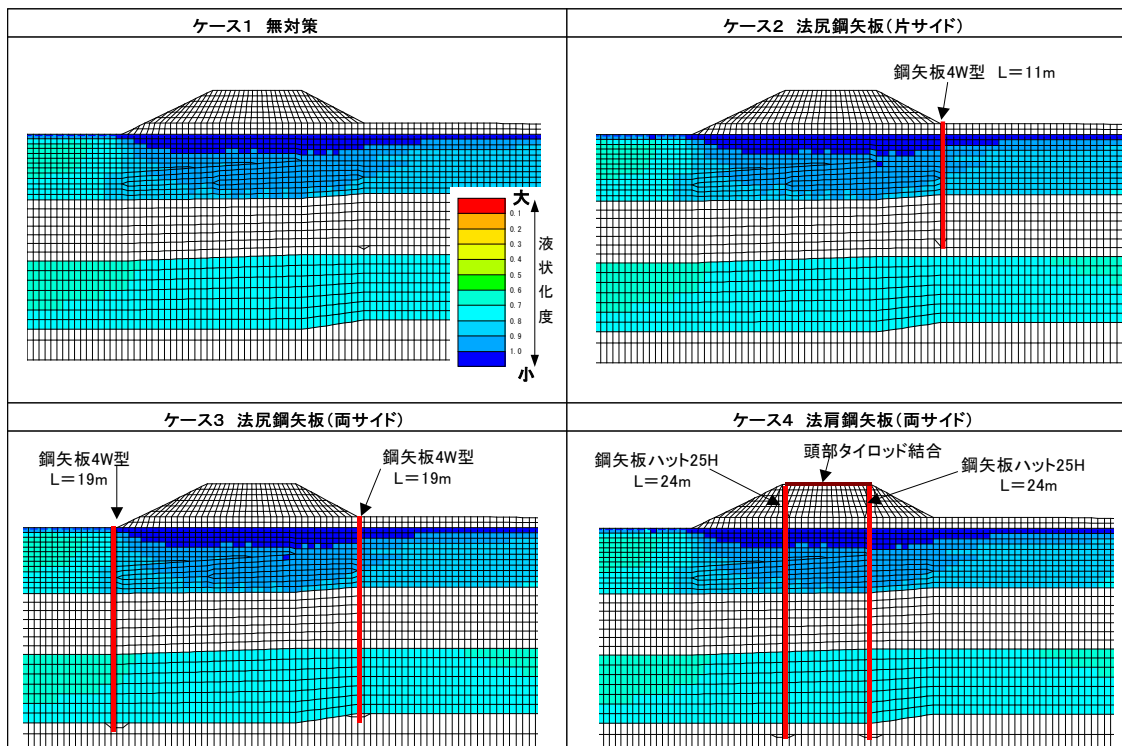 ケース1 無対策
ケース2 法尻鋼矢板(片サイド)
鋼矢板4W型 L=11m
大
0.1
0.2
0.3
0.4
0.5
0.6
0.7
0.8
0.9
1.0
液状化度
小
ケース3 法尻鋼矢板(両サイド)
ケース4 法肩鋼矢板(両サイド)
鋼矢板4W型
L=19m
鋼矢板4W型
L=19m
頭部タイロッド結合
鋼矢板ハット25H
L=24m
鋼矢板ハット25H
L=24m